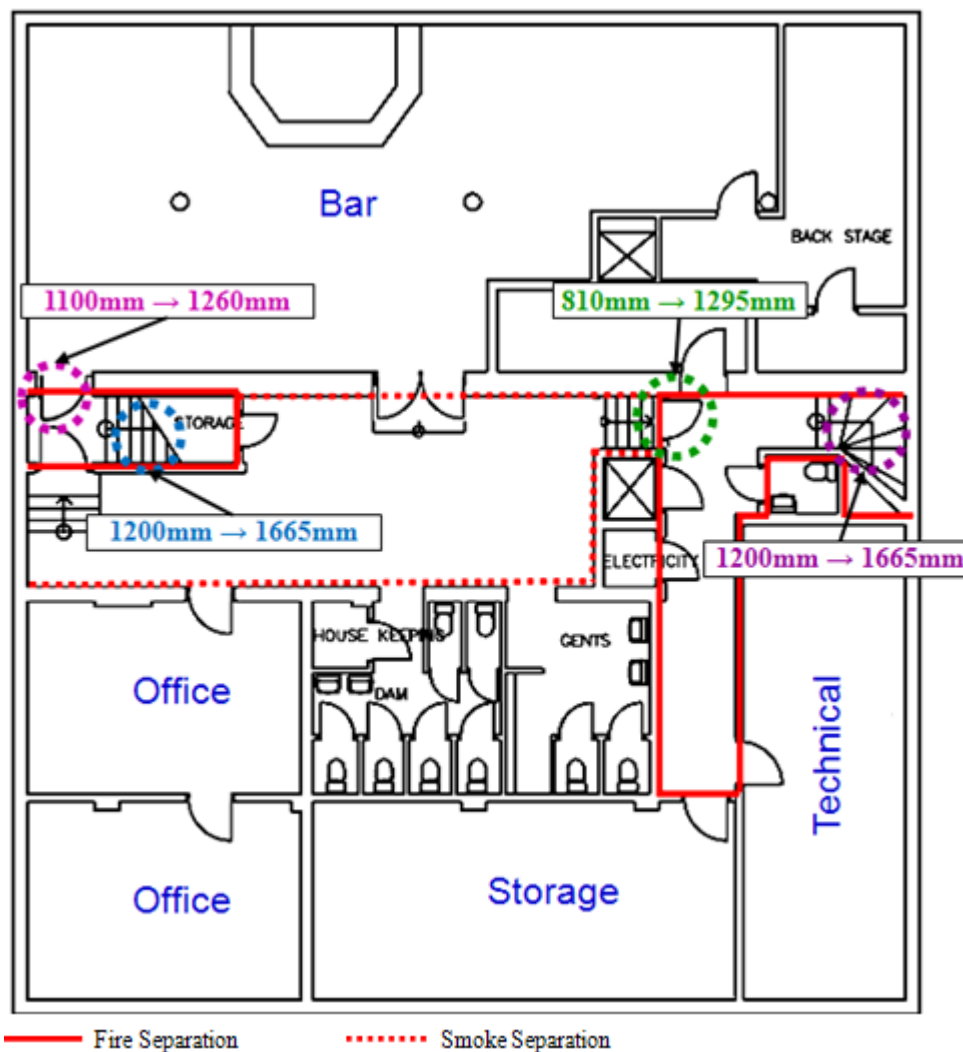 Bar
BACK STAGE
1100mm → 1260mm
810mm → 1295mm
STORAGE
1200mm → 1665mm
1200mm → 1665mm
ELECTRICITY
HOUSE KEEPING
GENTS
DAM
Office
Technical
Office
Storage
Fire Separation
Smoke Separation